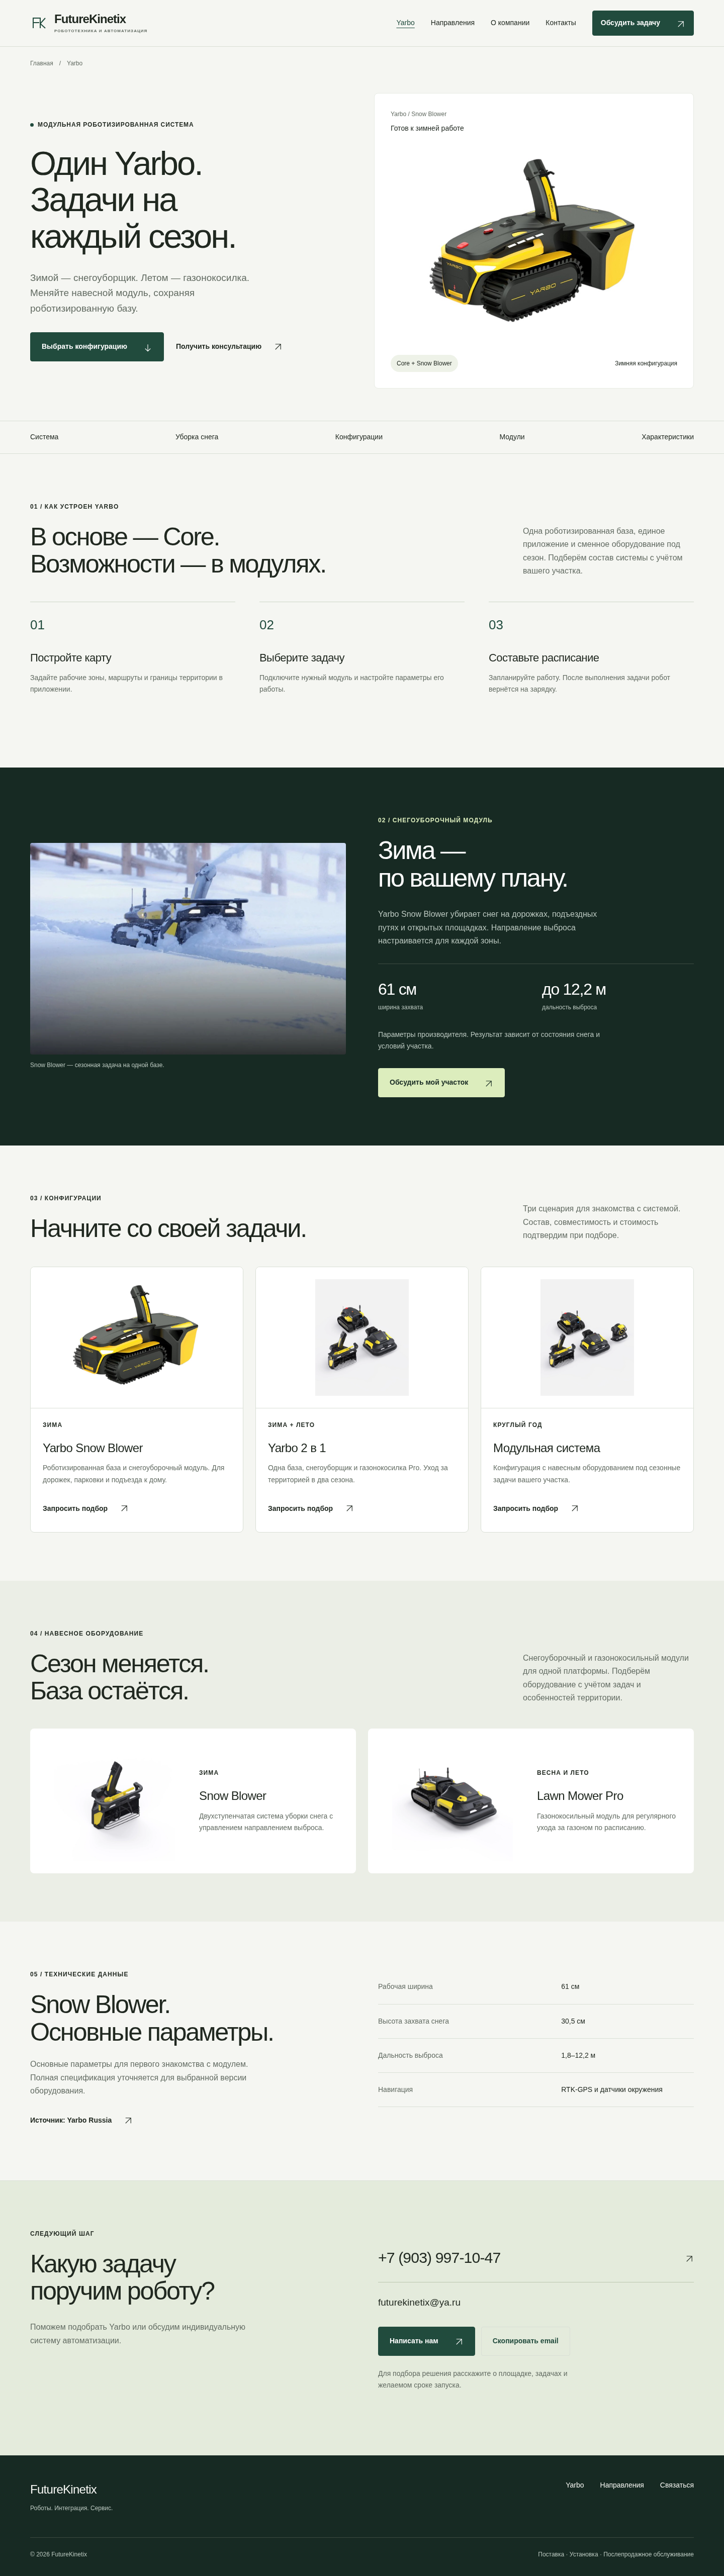 FK
FutureKinetix
РОБОТОТЕХНИКА И АВТОМАТИЗАЦИЯ
Yarbo
Направления
О компании
Контакты
Обсудить задачу
Главная / Yarbo
МОДУЛЬНАЯ РОБОТИЗИРОВАННАЯ СИСТЕМА
Один Yarbo.
Задачи на
каждый сезон.
Зимой — снегоуборщик. Летом — газонокосилка.
Меняйте навесной модуль, сохраняя
роботизированную базу.
Выбрать конфигурацию
Получить консультацию
Yarbo / Snow Blower
Готов к зимней работе
YARBO
YARBO
Core + Snow Blower
Зимняя конфигурация
Система
Уборка снега
Конфигурации
Модули
Характеристики
01 / КАК УСТРОЕН YARBO
В основе — Core.
Возможности — в модулях.
Одна роботизированная база, единое
приложение и сменное оборудование под
сезон. Подберём состав системы с учётом
вашего участка.
01
Постройте карту
Задайте рабочие зоны, маршруты и границы территории в
приложении.
02
Выберите задачу
Подключите нужный модуль и настройте параметры его
работы.
03
Составьте расписание
Запланируйте работу. После выполнения задачи робот
вернётся на зарядку.
Snow Blower — сезонная задача на одной базе.
02 / СНЕГОУБОРОЧНЫЙ МОДУЛЬ
Зима —
по вашему плану.
Yarbo Snow Blower убирает снег на дорожках, подъездных
путях и открытых площадках. Направление выброса
настраивается для каждой зоны.
61 см
ширина захвата
до 12,2 м
дальность выброса
Параметры производителя. Результат зависит от состояния снега и
условий участка.
Обсудить мой участок
03 / КОНФИГУРАЦИИ
Начните со своей задачи.
Три сценария для знакомства с системой.
Состав, совместимость и стоимость
подтвердим при подборе.
ЗИМА
Yarbo Snow Blower
Роботизированная база и снегоуборочный модуль. Для
дорожек, парковки и подъезда к дому.
Запросить подбор
ЗИМА + ЛЕТО
Yarbo 2 в 1
Одна база, снегоуборщик и газонокосилка Pro. Уход за
территорией в два сезона.
Запросить подбор
КРУГЛЫЙ ГОД
Модульная система
Конфигурация с навесным оборудованием под сезонные
задачи вашего участка.
Запросить подбор
04 / НАВЕСНОЕ ОБОРУДОВАНИЕ
Сезон меняется.
База остаётся.
Снегоуборочный и газонокосильный модули
для одной платформы. Подберём
оборудование с учётом задач и
особенностей территории.
ЗИМА
Snow Blower
Двухступенчатая система уборки снега с
управлением направлением выброса.
ВЕСНА И ЛЕТО
Lawn Mower Pro
Газонокосильный модуль для регулярного
ухода за газоном по расписанию.
05 / ТЕХНИЧЕСКИЕ ДАННЫЕ
Snow Blower.
Основные параметры.
Основные параметры для первого знакомства с модулем.
Полная спецификация уточняется для выбранной версии
оборудования.
Источник: Yarbo Russia
Рабочая ширина
61 см
Высота захвата снега
30,5 см
Дальность выброса
1,8–12,2 м
Навигация
RTK-GPS и датчики окружения
СЛЕДУЮЩИЙ ШАГ
Какую задачу
поручим роботу?
Поможем подобрать Yarbo или обсудим индивидуальную
систему автоматизации.
+7 (903) 997-10-47
futurekinetix@ya.ru
Написать нам
Скопировать email
Для подбора решения расскажите о площадке, задачах и
желаемом сроке запуска.
FutureKinetix
Роботы. Интеграция. Сервис.
Yarbo
Направления
Связаться
© 2026 FutureKinetix
Поставка · Установка · Послепродажное обслуживание